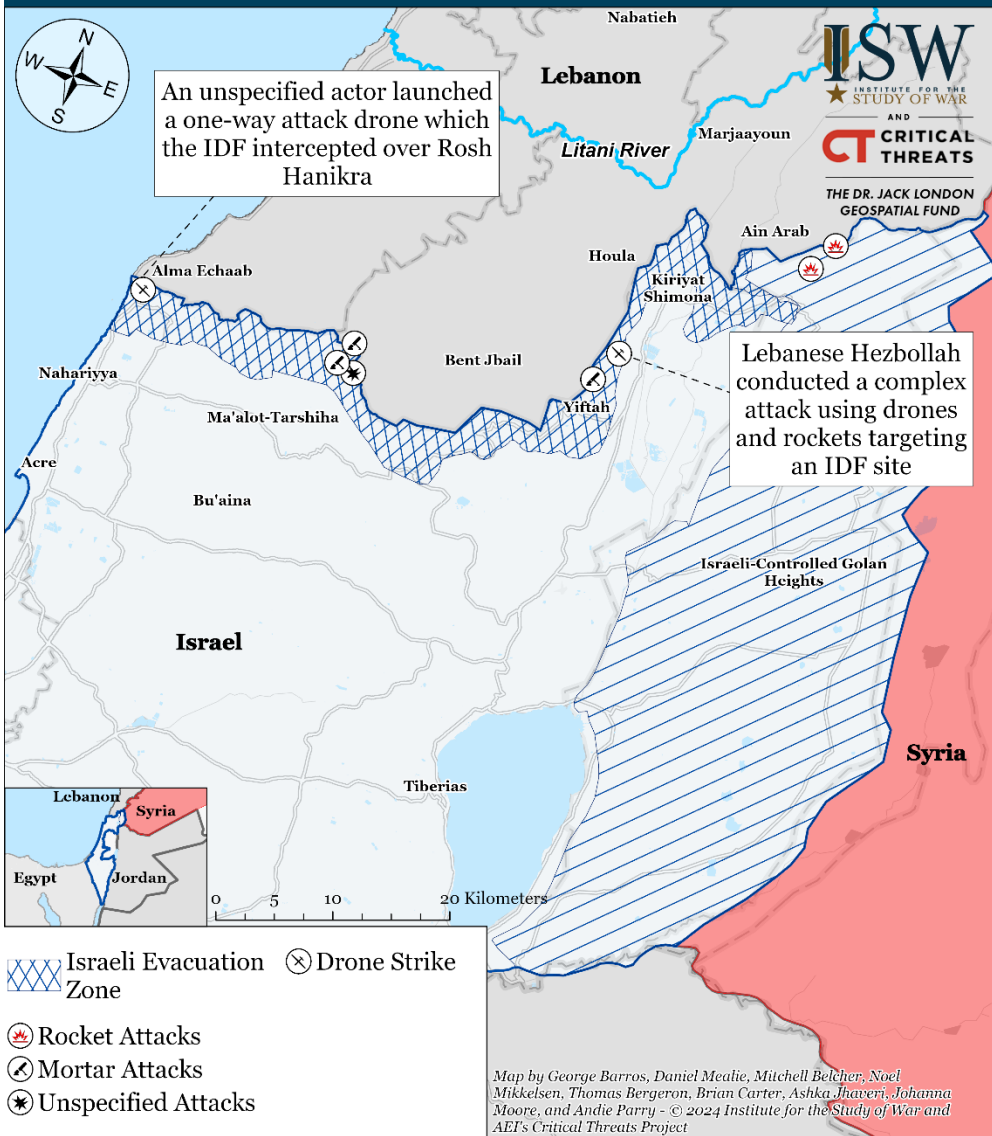 Nabatieh
N
W
E
S
Lebanon
ISW
INSTITUTE FOR THE
STUDY OF WAR
AND
CT CRITICAL
THREATS
THE DR. JACK LONDON
GEOSPATIAL FUND
An unspecified actor launched
a one-way attack drone which
the IDF intercepted over Rosh
Hanikra
Marjaayoun
Litani River
Ain Arab
Houla
Alma Echaab
Kiriyat
Shimona
Bent Jbail
Lebanese Hezbollah
conducted a complex
attack using drones
and rockets targeting
an IDF site
Nahariyya
Yiftah
Ma'alot-Tarshiha
Acre
Bu'aina
Israeli-Controlled Golan
Heights
Israel
Syria
Tiberias
Lebanon
Syria
Egypt
Jordan
0 5 10 20 Kilometers
Israeli Evacuation
Zone
Drone Strike
Rocket Attacks
Mortar Attacks
Unspecified Attacks
Map by George Barros, Daniel Mealie, Mitchell Belcher, Noel
Mikkelsen, Thomas Bergeron, Brian Carter, Ashka Jhaveri, Johanna
Moore, and Andie Parry - © 2024 Institute for the Study of War and
AEI's Critical Threats Project